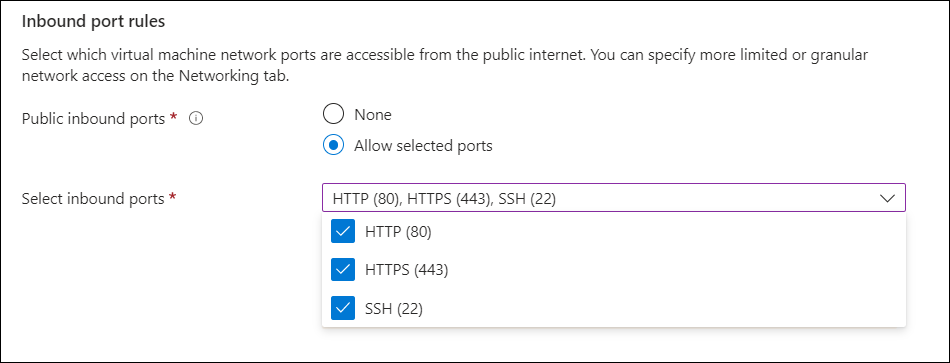 Inbound port rules
Select which virtual machine network ports are accessible from the public internet. You can specify more limited or granular
network access on the Networking tab.
Public inbound ports *
None
Allow selected ports
Select inbound ports *
HTTP (80), HTTPS (443), SSH (22)
HTTP (80)
HTTPS (443)
SSH (22)